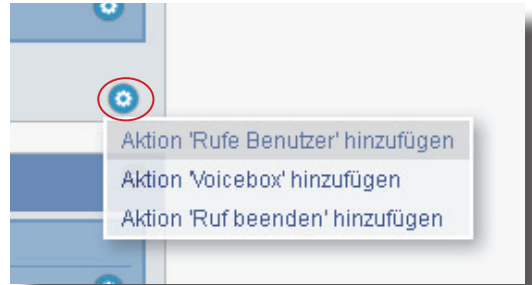 Aktion 'Rufe Benutzer' hinzufügen
Aktion 'Voicebox' hinzufügen
Aktion 'Ruf beenden' hinzufügen